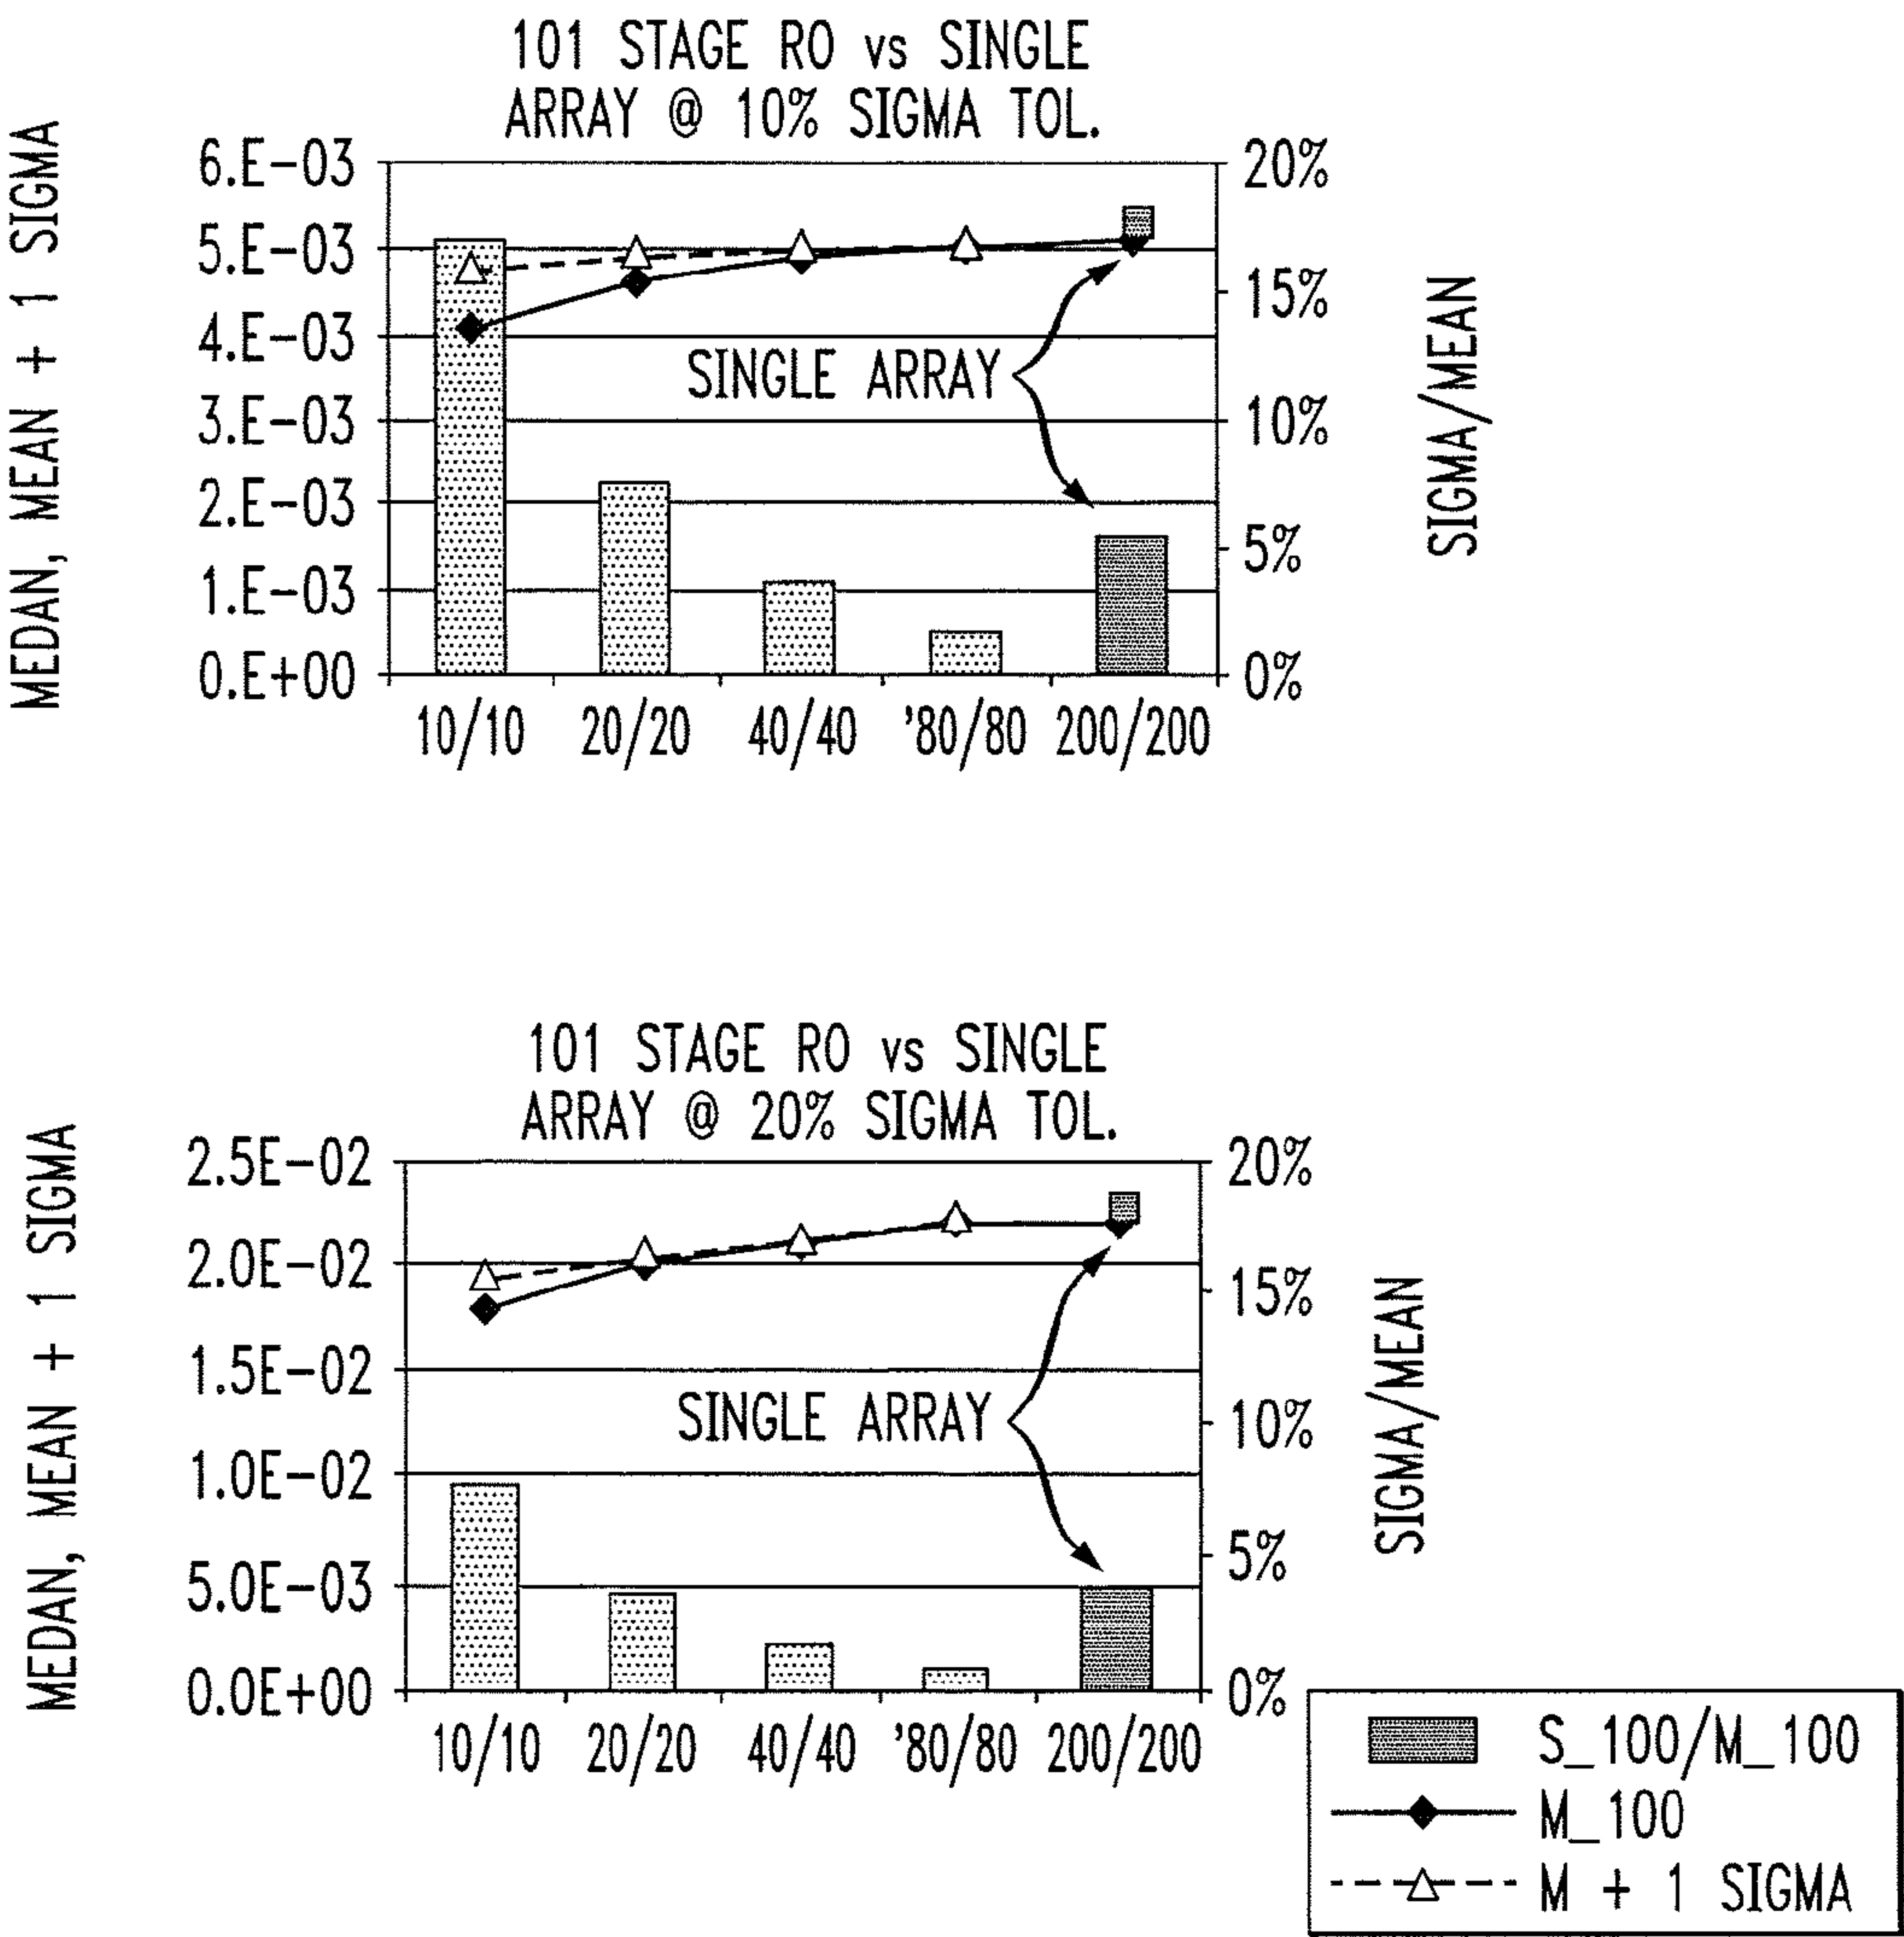 101 STAGE RO vs SINGLE
ARRAY @ 10% SIGMA TOL.
MEDAN, MEAN + 1 SIGMA
6.E-03
5.E-03
4.E-03
3.E-03
2.E-03
1.E-03
0.E+00
20%
15%
10%
5%
0%
SIGMA/MEAN
SINGLE ARRAY
10/10 20/20 40/40 '80/80 200/200
101 STAGE RO vs SINGLE
ARRAY @ 20% SIGMA TOL.
MEDAN, MEAN + 1 SIGMA
2.5E-02
2.0E-02
1.5E-02
1.0E-02
5.0E-03
0.0E+00
20%
15%
10%
5%
0%
SIGMA/MEAN
SINGLE ARRAY
10/10 20/20 40/40 '80/80 200/200
S_100/M_100
M_100
M + 1 SIGMA